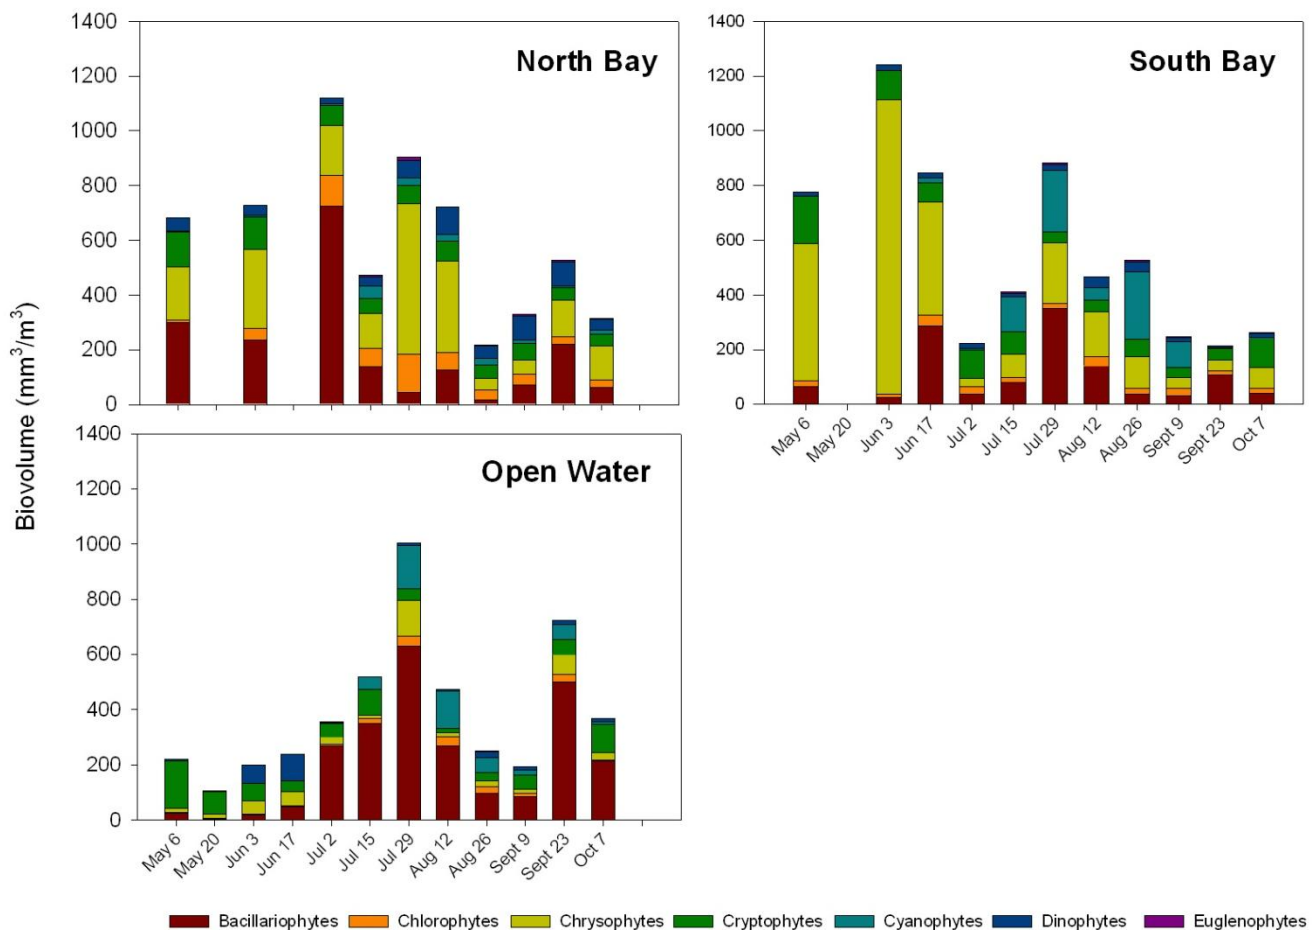 Biovolume (mm³/m³)
1400
1200
1000
800
600
400
200
0
North Bay
1400
1200
1000
800
600
400
200
0
South Bay
May 6
May 20
Jun 3
Jun 17
Jul 2
Jul 15
Jul 29
Aug 12
Aug 26
Sept 9
Sept 23
Oct 7
1400
1200
1000
800
600
400
200
0
Open Water
May 6
May 20
Jun 3
Jun 17
Jul 2
Jul 15
Jul 29
Aug 12
Aug 26
Sept 9
Sept 23
Oct 7
Bacillariophytes Chlorophytes Chrysophytes Cryptophytes Cyanophytes Dinophytes Euglenophytes